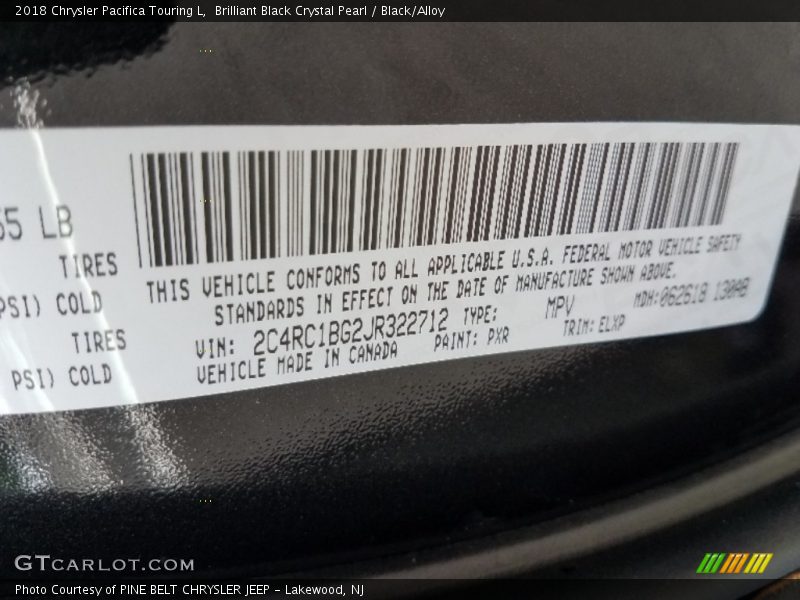 2018 Chrysler Pacifica Touring L,  Brilliant Black Crystal Pearl / Black/Alloy
LB
TIRES
PSI) COLD
TIRES
PSI) COLD
THIS VEHICLE CONFORMS TO ALL APPLICABLE U.S.A. FEDERAL MOTOR VEHICLE SAFETY
STANDARDS IN EFFECT ON THE DATE OF MANUFACTURE SHOWN ABOVE.
VIN: 2C4RC1BG2JR322712 TYPE: MPV MDH:062618 130AB
VEHICLE MADE IN CANADA PAINT: PXR TRIM: ELXP
GTCARLOT.COM
Photo Courtesy of PINE BELT CHRYSLER JEEP - Lakewood, NJ